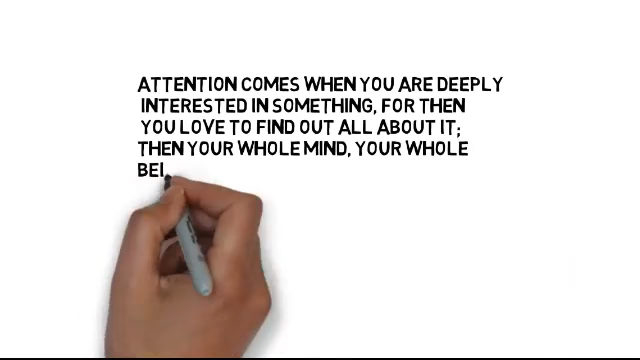 ATTENTION COMES WHEN YOU ARE DEEPLY
INTERESTED IN SOMETHING, FOR THEN
YOU LOVE TO FIND OUT ALL ABOUT IT;
THEN YOUR WHOLE MIND, YOUR WHOLE
BEI